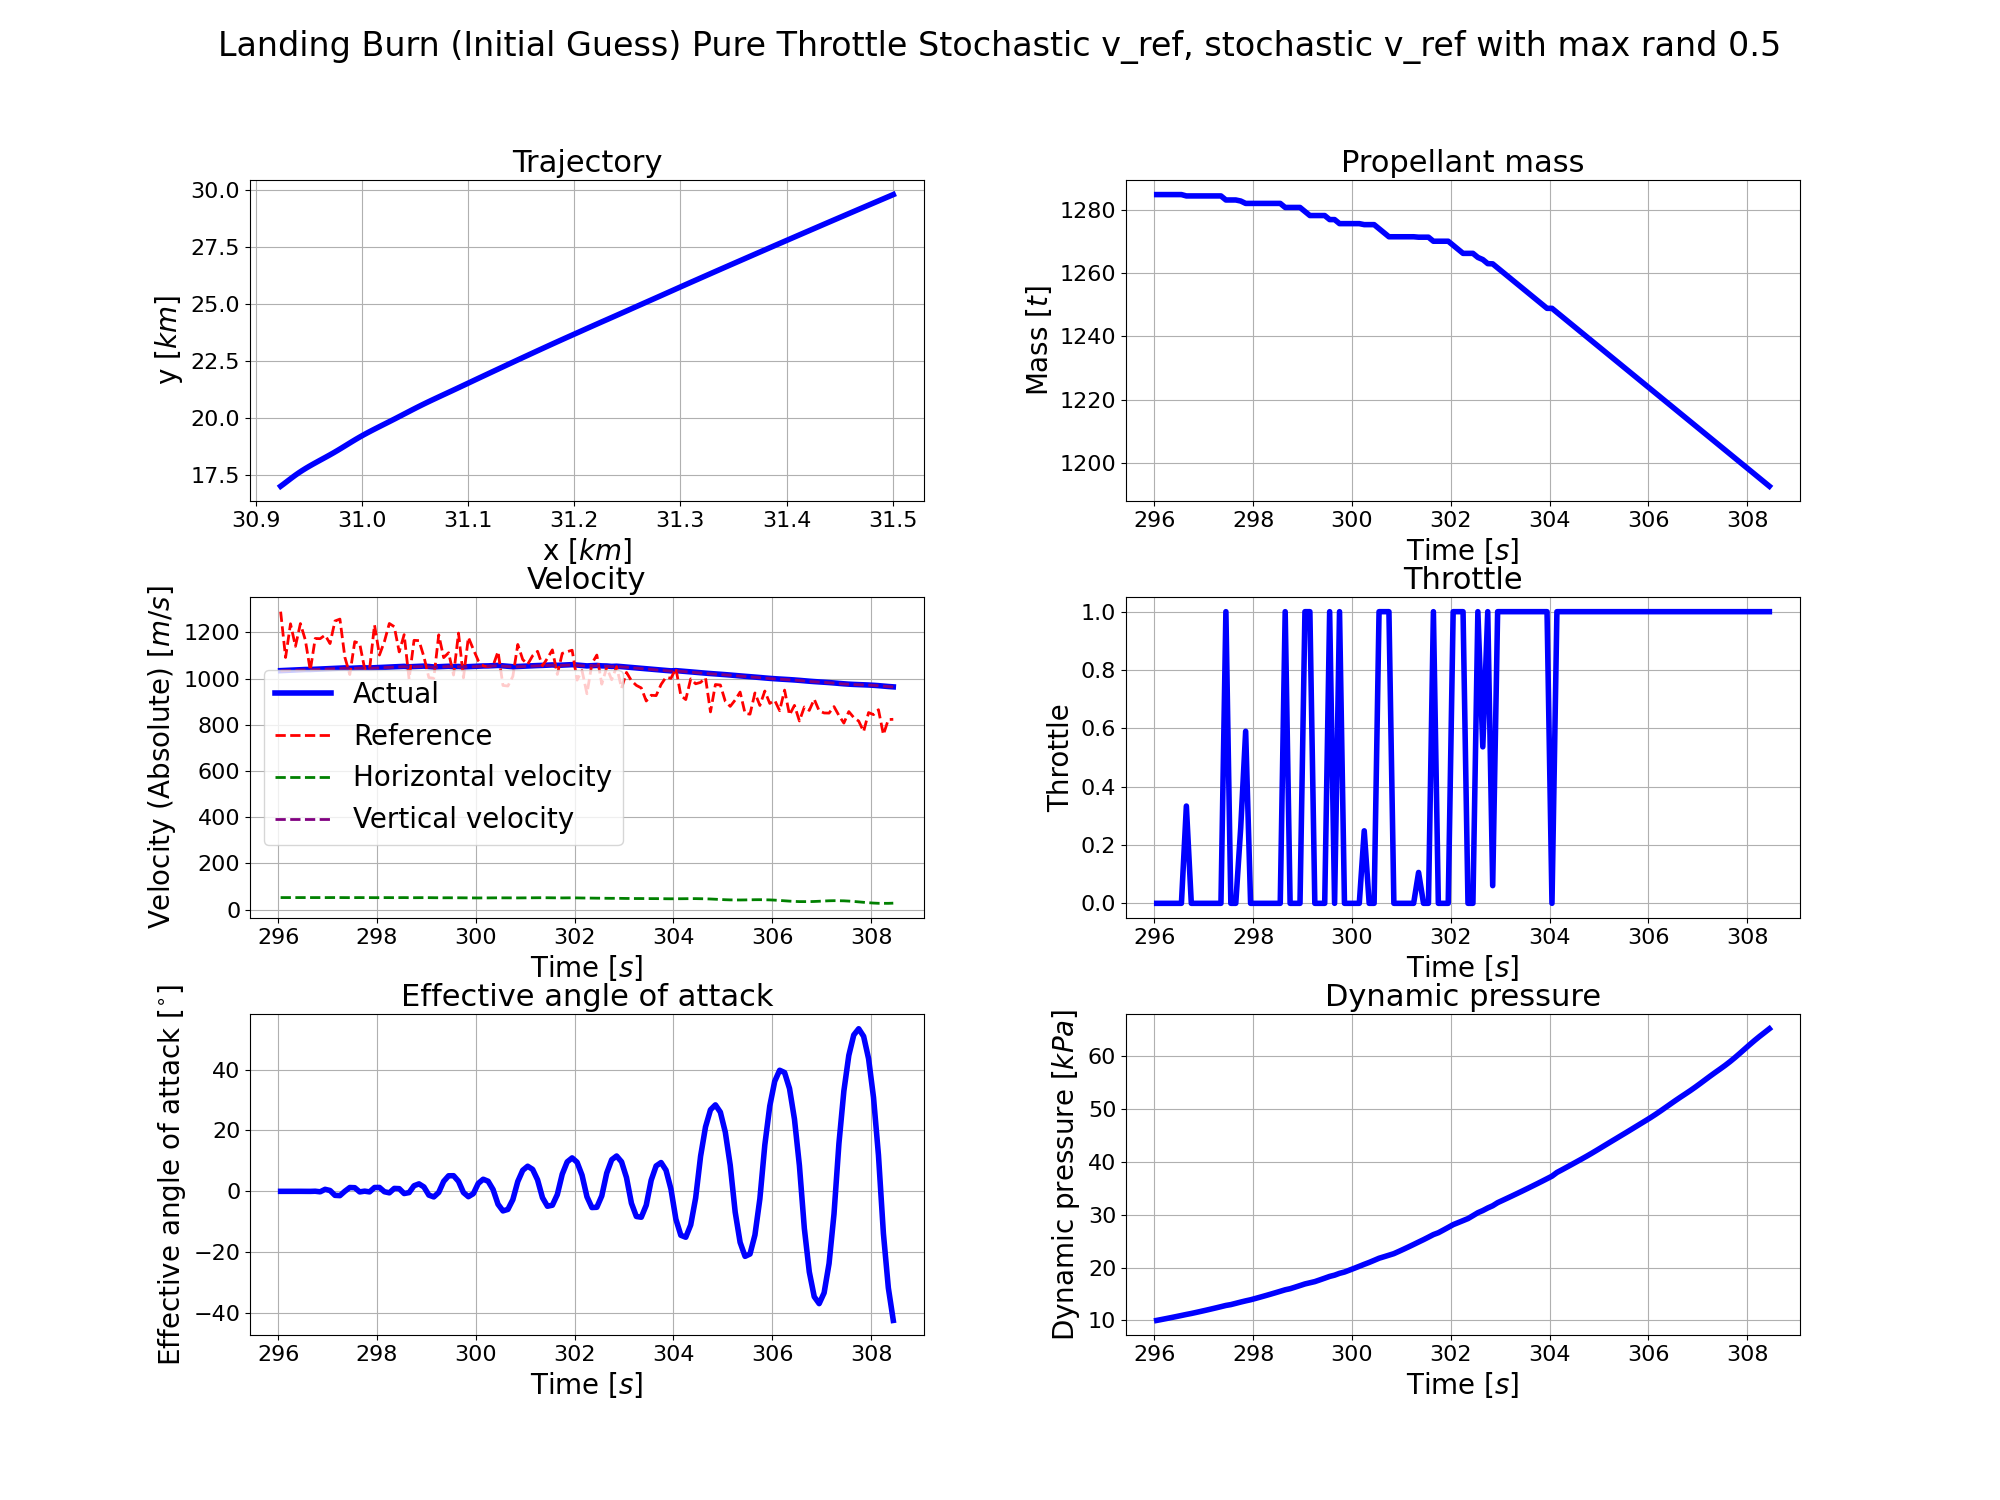 Landing Burn (Initial Guess) Pure Throttle Stochastic v_ref, stochastic v_ref with max rand 0.5
Trajectory
30.0
27.5
25.0
22.5
20.0
17.5
y [km]
30.9 31.0 31.1 31.2 31.3 31.4 31.5
x [km]
Propellant mass
1280
1260
1240
1220
1200
Mass [t]
296 298 300 302 304 306 308
Time [s]
Velocity
1200
1000
800
600
400
200
0
Velocity (Absolute) [m/s]
Actual
Reference
Horizontal velocity
Vertical velocity
296 298 300 302 304 306 308
Time [s]
Throttle
1.0
0.8
0.6
0.4
0.2
0.0
Throttle
296 298 300 302 304 306 308
Time [s]
Effective angle of attack
40
20
0
−20
−40
Effective angle of attack [°]
296 298 300 302 304 306 308
Time [s]
Dynamic pressure
60
50
40
30
20
10
Dynamic pressure [kPa]
296 298 300 302 304 306 308
Time [s]